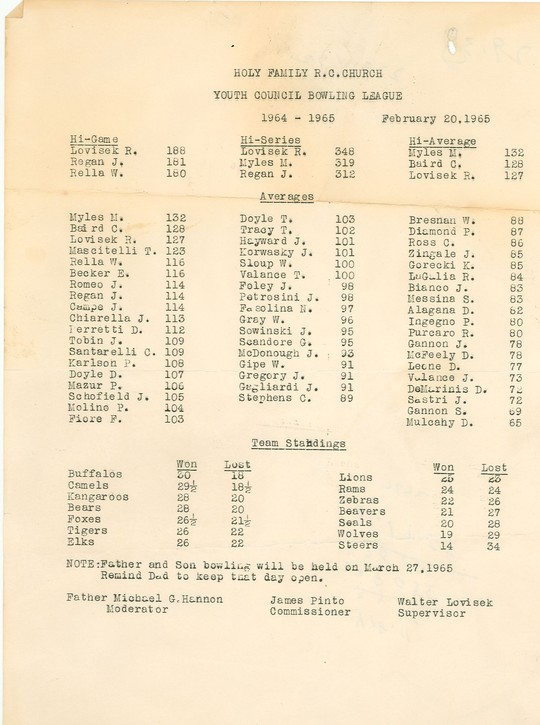 HOLY FAMILY R.C.CHURCH
YOUTH COUNCIL BOWLING LEAGUE
1964 - 1965 February 20,1965
Hi-Game Hi-Series Hi-Average
Lovisek R. 188 Lovisek R. 348 Myles M. 132
Regan J. 181 Myles M. 319 Baird C. 128
Rella W. 180 Regan J. 312 Lovisek R. 127
Averages
Myles M. 132 Doyle T. 103 Bresnan W. 88
Baird C. 128 Tracy T. 102 Diamond P. 87
Lovisek R. 127 Hayward J. 101 Ross C. 86
Mascitelli T. 123 Korwasky J. 101 Zingale J. 85
Rella W. 116 Sloup W. 100 Gorecki K. 85
Becker E. 116 Valance T. 100 LaGalia R. 84
Romeo J. 114 Foley J. 98 Bianco J. 83
Regan J. 114 Petrosini J. 98 Messina S. 83
Campe J. 114 Fasolina N. 97 Alagana D. 82
Chiarella J. 113 Gray W. 96 Ingegno P. 80
Ferretti D. 112 Sowinski J. 95 Purcaro R. 80
Tobin J. 109 Scandore G. 95 Gannon J. 78
Santarelli C. 109 McDonough J. 93 McFeely D. 78
Karlson P. 108 Gipe W. 91 Leone D. 77
Doyle D. 107 Gregory J. 91 Valance J. 73
Mazur P. 106 Gagliardi J. 91 DeMarinis D. 72
Schofield J. 105 Stephens C. 89 Sastri J. 72
Moline P. 104 Gannon S. 69
Fiore F. 103 Mulcahy D. 65
Team Standings
Won Lost Won Lost
Buffalos 30 18 Lions 25 23
Camels 29½ 18½ Rams 24 24
Kangaroos 28 20 Zebras 22 26
Bears 28 20 Beavers 21 27
Foxes 26½ 21½ Seals 20 28
Tigers 26 22 Wolves 19 29
Elks 26 22 Steers 14 34
NOTE:Father and Son bowling will be held on March 27,1965
Remind Dad to keep that day open.
Father Michael G.Hannon James Pinto Walter Lovisek
Moderator Commissioner Supervisor